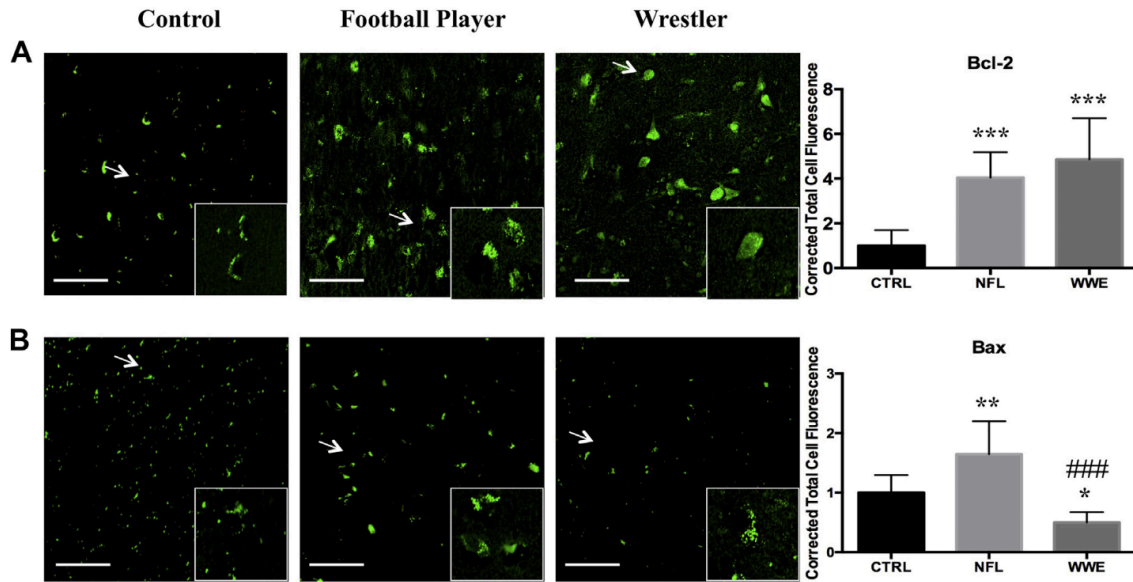 Control Football Player Wrestler
A
Bcl-2
Corrected Total Cell Fluorescence
8
6
4
2
0
***
***
CTRL NFL WWE
B
Bax
Corrected Total Cell Fluorescence
3
2
1
0
**
###
*
CTRL NFL WWE